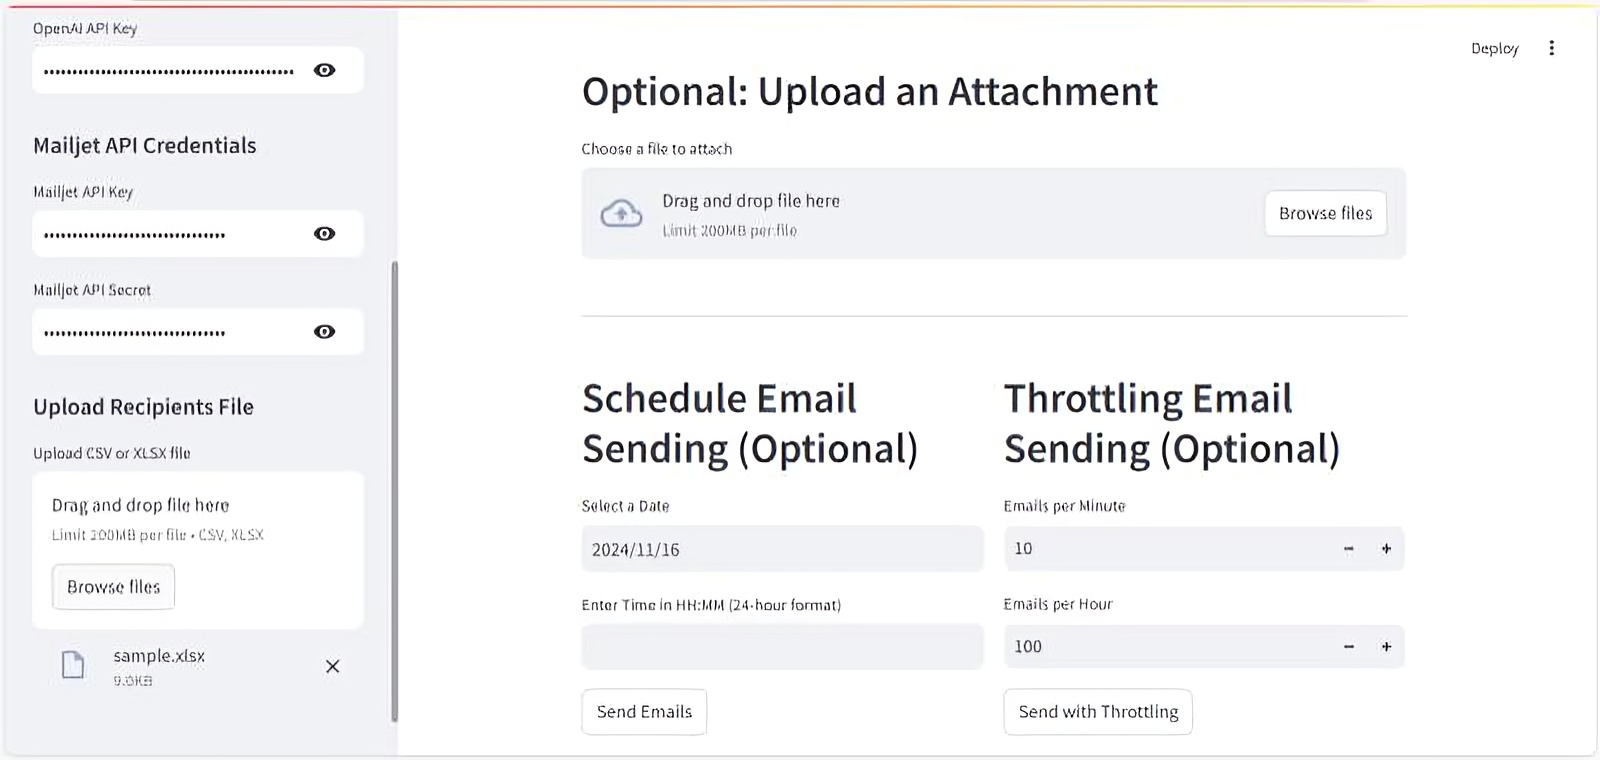 OpenAI API Key
Mailjet API Credentials
Mailjet API Key
Mailjet API Secret
Upload Recipients File
Upload CSV or XLSX file
Drag and drop file here
Limit 200MB per file • CSV, XLSX
Browse files
sample.xlsx
Deploy
Optional: Upload an Attachment
Choose a file to attach
Drag and drop file here
Limit 200MB per file
Browse files
Schedule Email
Sending (Optional)
Select a Date
2024/11/16
Enter Time in HH:MM (24-hour format)
Send Emails
Throttling Email
Sending (Optional)
Emails per Minute
10
Emails per Hour
100
Send with Throttling